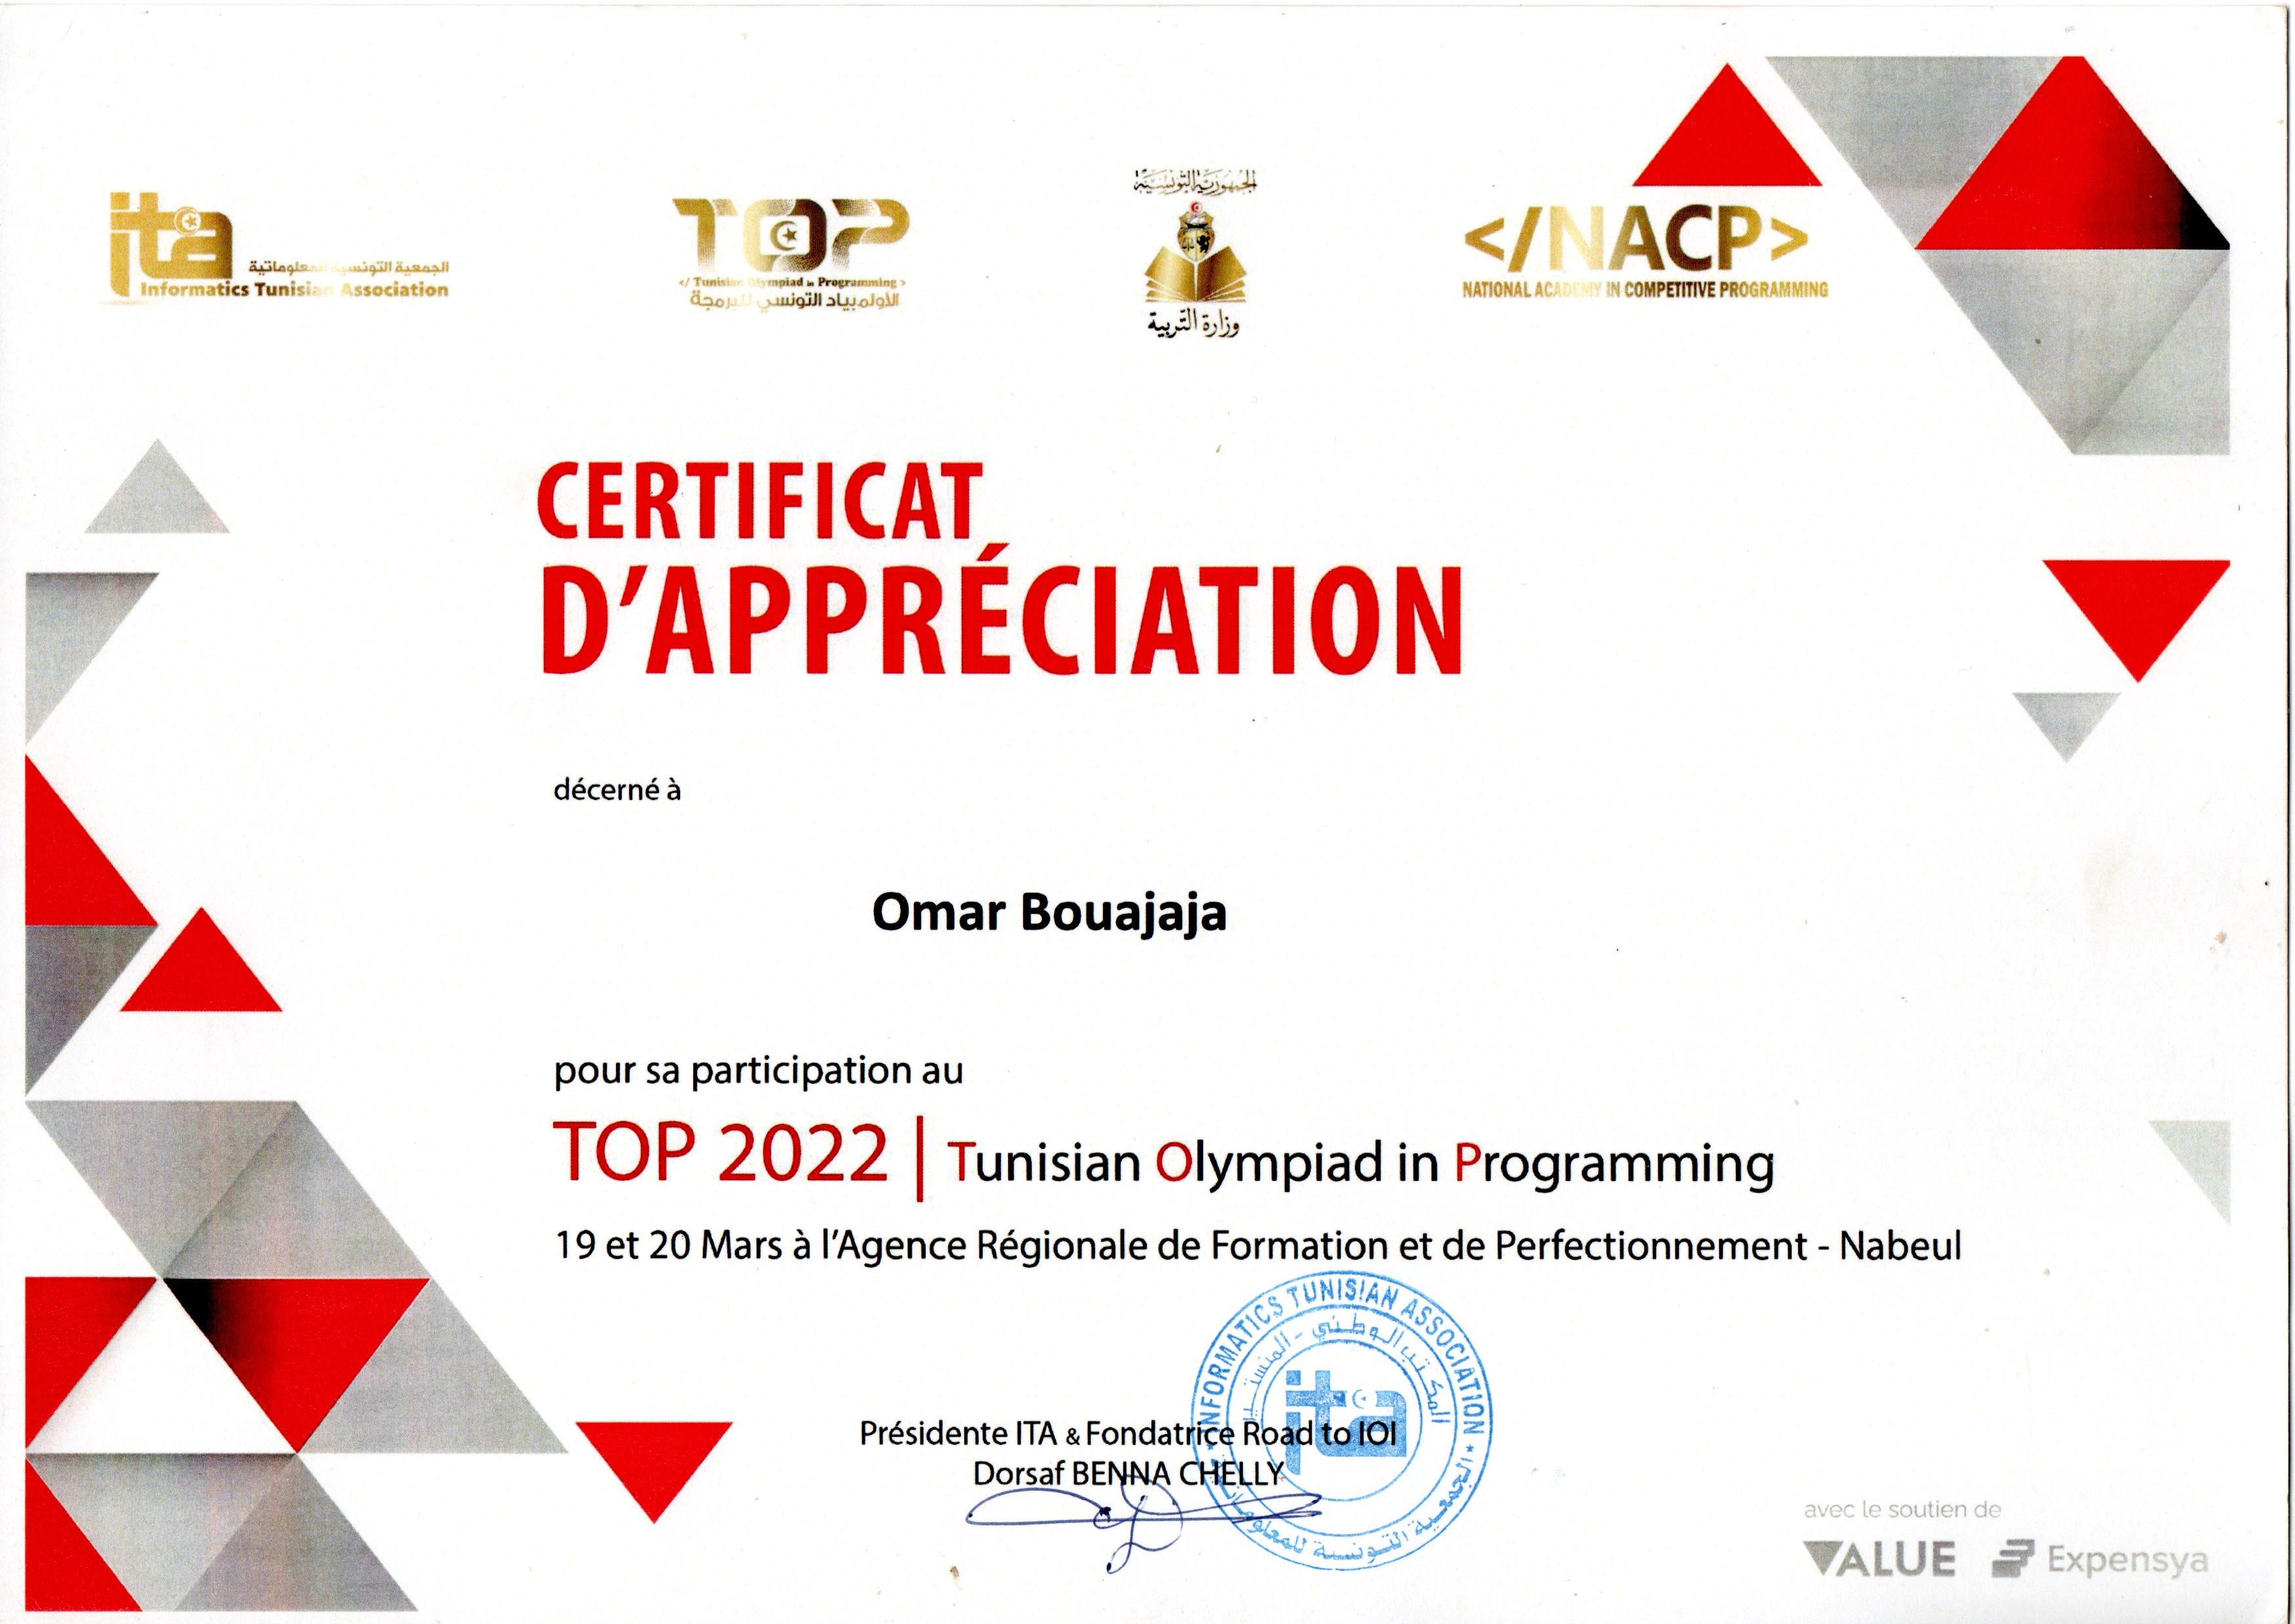 ita
الجمعية التونسية للمعلوماتية
Informatics Tunisian Association
TOP
</ Tunisian Olympiad in Programming >
الأولمبياد التونسي للبرمجة
الجمهورية التونسية
وزارة التربية
</NACP>
NATIONAL ACADEMY IN COMPETITIVE PROGRAMMING
CERTIFICAT
D'APPRÉCIATION
décerné à
Omar Bouajaja
pour sa participation au
TOP 2022 | Tunisian Olympiad in Programming
19 et 20 Mars à l'Agence Régionale de Formation et de Perfectionnement - Nabeul
INFORMATICS TUNISIAN ASSOCIATION
المكتب الوطني - المنستير
ita
الجمعية التونسية للمعلوماتية
Présidente ITA & Fondatrice Road to IOI
Dorsaf BENNA CHELLY
avec le soutien de
VALUE
Expensya